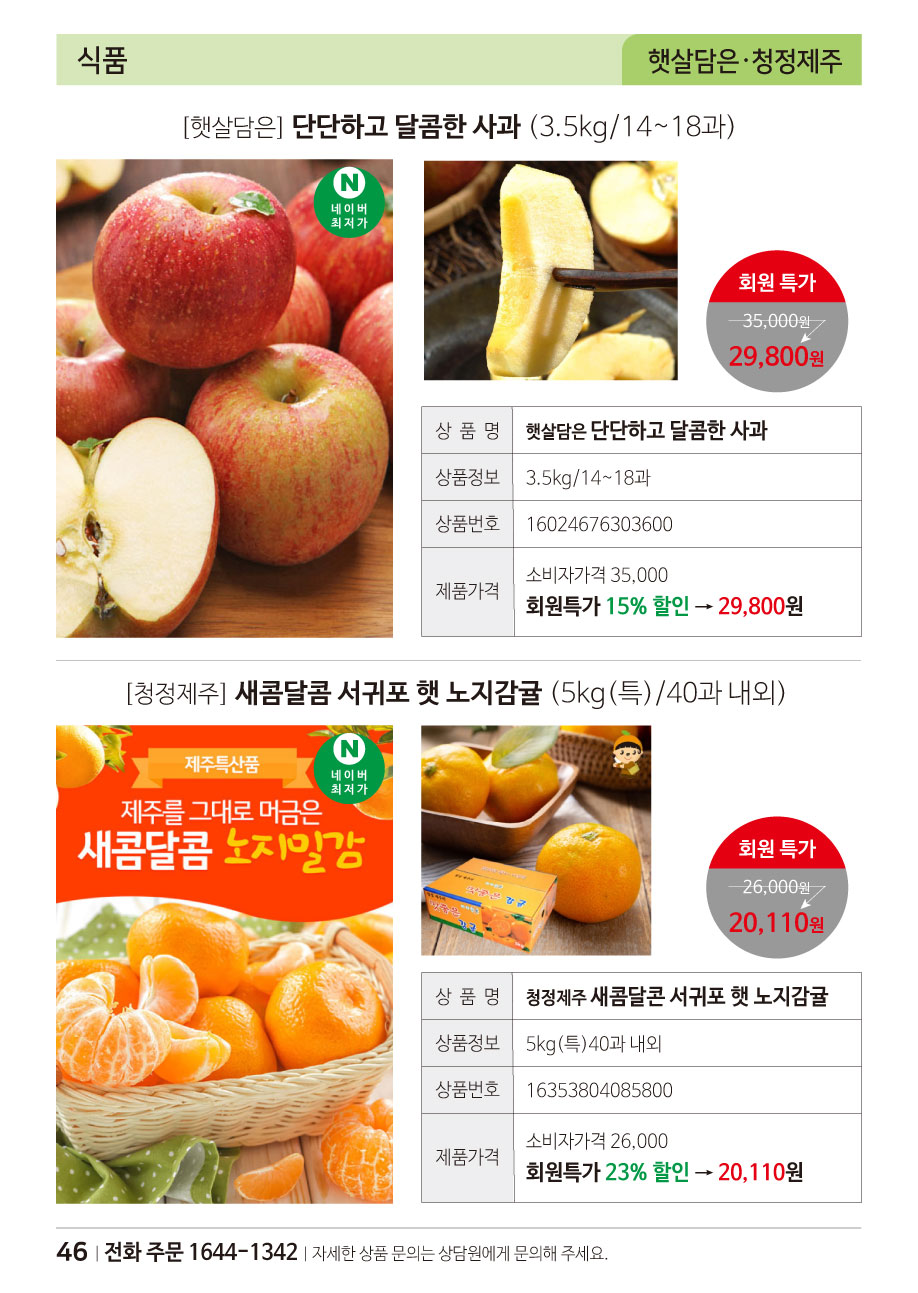 식품
햇살담은·청정제주
[햇살담은] 단단하고 달콤한 사과 (3.5kg/14~18과)
N
네이버
최저가
회원 특가
35,000원
29,800원
상 품 명 햇살담은 단단하고 달콤한 사과
상품정보 3.5kg/14~18과
상품번호 16024676303600
제품가격 소비자가격 35,000
회원특가 15% 할인 → 29,800원
[청정제주] 새콤달콤 서귀포 햇 노지감귤 (5kg(특)/40과 내외)
제주특산품
N
네이버
최저가
제주를 그대로 머금은
새콤달콤 노지밀감
감귤
회원 특가
26,000원
20,110원
상 품 명 청정제주 새콤달콘 서귀포 햇 노지감귤
상품정보 5kg(특)40과 내외
상품번호 16353804085800
제품가격 소비자가격 26,000
회원특가 23% 할인 → 20,110원
46 | 전화 주문 1644-1342 | 자세한 상품 문의는 상담원에게 문의해 주세요.